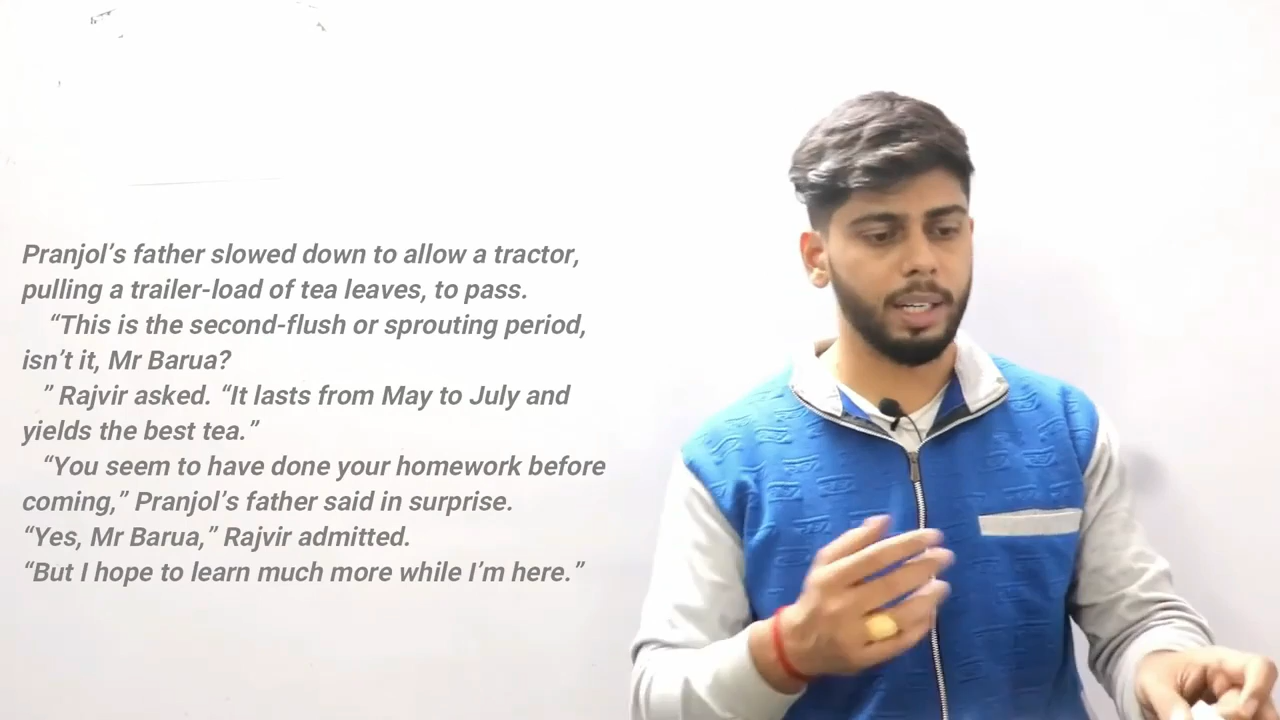 Pranjol’s father slowed down to allow a tractor,
pulling a trailer-load of tea leaves, to pass.
“This is the second-flush or sprouting period,
isn’t it, Mr Barua?
” Rajvir asked. “It lasts from May to July and
yields the best tea.”
“You seem to have done your homework before
coming,” Pranjol’s father said in surprise.
“Yes, Mr Barua,” Rajvir admitted.
“But I hope to learn much more while I’m here.”